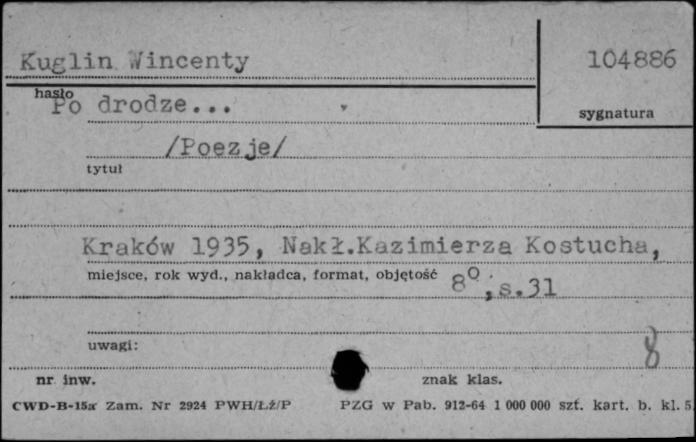 Kuglin Wincenty
104886
hasło
Po drodze...
sygnatura
/Poezje/
tytuł
Kraków 1935, Nakł.Kazimierza Kostucha,
miejsce, rok wyd., nakładca, format, objętość
8º,s.31
uwagi:
8
nr inw.
znak klas.
CWD-B-15a Zam. Nr 2924 PWH/Łź/P PZG w Pab. 912-64 1 000 000 szt. kart. b. kl. 5